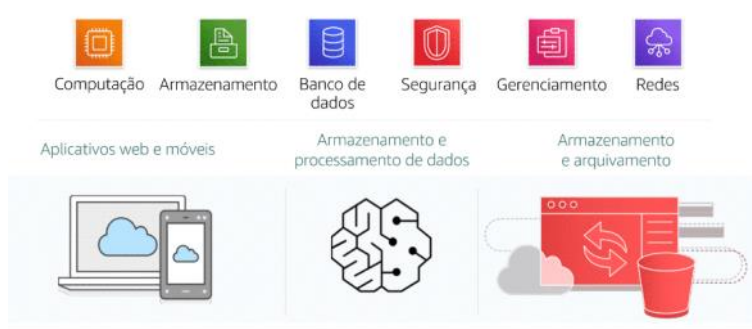 Computação Armazenamento Banco de dados Segurança Gerenciamento Redes
Aplicativos web e móveis
Armazenamento e
processamento de dados
Armazenamento
e arquivamento